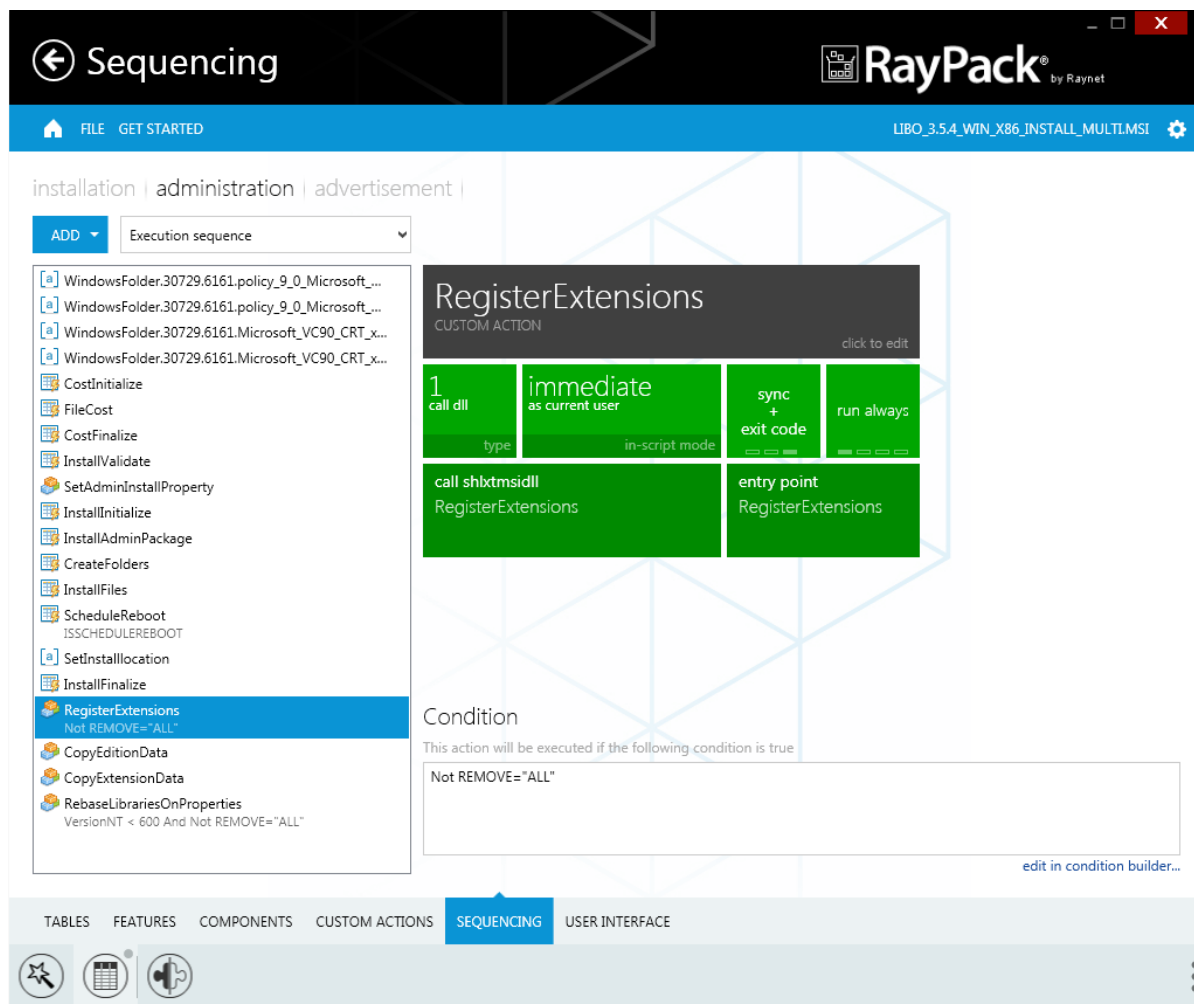 Sequencing
RayPack® by Raynet
X
FILE GET STARTED
LIBO_3.5.4_WIN_X86_INSTALL_MULTI.MSI
installation | administration | advertisement |
ADD
Execution sequence
[a] WindowsFolder.30729.6161.policy_9_0_Microsoft_...
[a] WindowsFolder.30729.6161.policy_9_0_Microsoft_...
[a] WindowsFolder.30729.6161.Microsoft_VC90_CRT_x...
[a] WindowsFolder.30729.6161.Microsoft_VC90_CRT_x...
CostInitialize
FileCost
CostFinalize
InstallValidate
SetAdminInstallProperty
InstallInitialize
InstallAdminPackage
CreateFolders
InstallFiles
ScheduleReboot
ISSCHEDULEREBOOT
[a] SetInstalllocation
InstallFinalize
RegisterExtensions
Not REMOVE="ALL"
CopyEditionData
CopyExtensionData
RebaseLibrariesOnProperties
VersionNT < 600 And Not REMOVE="ALL"
RegisterExtensions
CUSTOM ACTION
click to edit
1
call dll
type
immediate
as current user
in-script mode
sync
+
exit code
run always
call shlxtmsidll
RegisterExtensions
entry point
RegisterExtensions
Condition
This action will be executed if the following condition is true
Not REMOVE="ALL"
edit in condition builder...
TABLES FEATURES COMPONENTS CUSTOM ACTIONS SEQUENCING USER INTERFACE